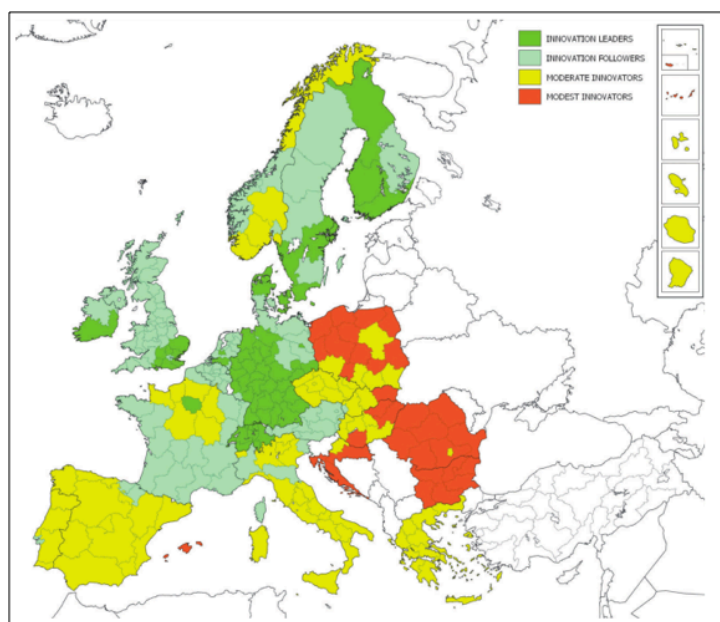 INNOVATION LEADERS
INNOVATION FOLLOWERS
MODERATE INNOVATORS
MODEST INNOVATORS